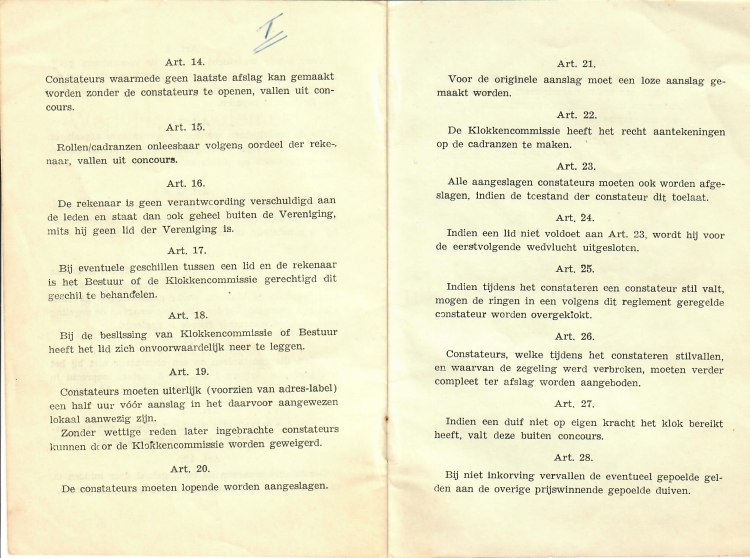 I
Art. 14.
Constateurs waarmede geen laatste afslag kan gemaakt
worden zonder de constateurs te openen, vallen uit con-
cours.
Art. 15.
Rollen/cadranzen onleesbaar volgens oordeel der reke-
naar, vallen uit concours.
Art. 16.
De rekenaar is geen verantwoording verschuldigd aan
de leden en staat dan ook geheel buiten de Vereniging,
mits hij geen lid der Vereniging is.
Art. 17.
Bij eventuele geschillen tussen een lid en de rekenaar
is het Bestuur of de Klokkencommissie gerechtigd dit
geschil te behandelen.
Art. 18.
Bij de beslissing van Klokkencommissie of Bestuur
heeft het lid zich onvoorwaardelijk neer te leggen.
Art. 19.
Constateurs moeten uiterlijk (voorzien van adres-label)
een half uur vóór aanslag in het daarvoor aangewezen
lokaal aanwezig zijn.
Zonder wettige reden later ingebrachte constateurs
kunnen door de Klokkencommissie worden geweigerd.
Art. 20.
De constateurs moeten lopende worden aangeslagen.
Art. 21.
Voor de originele aanslag moet een loze aanslag ge-
maakt worden.
Art. 22.
De Klokkencommissie heeft het recht aantekeningen
op de cadranzen te maken.
Art. 23.
Alle aangeslagen constateurs moeten ook worden afge-
slagen, indien de toestand der constateur dit toelaat.
Art. 24.
Indien een lid niet voldoet aan Art. 23, wordt hij voor
de eerstvolgende wedvlucht uitgesloten.
Art. 25.
Indien tijdens het constateren een constateur stil valt,
mogen de ringen in een volgens dit reglement geregelde
constateur worden overgeklokt.
Art. 26.
Constateurs, welke tijdens het constateren stilvallen,
en waarvan de zegeling werd verbroken, moeten verder
compleet ter afslag worden aangeboden.
Art. 27.
Indien een duif niet op eigen kracht het klok bereikt
heeft, valt deze buiten concours.
Art. 28.
Bij niet inkorving vervallen de eventueel gepoelde gel-
den aan de overige prijswinnende gepoelde duiven.